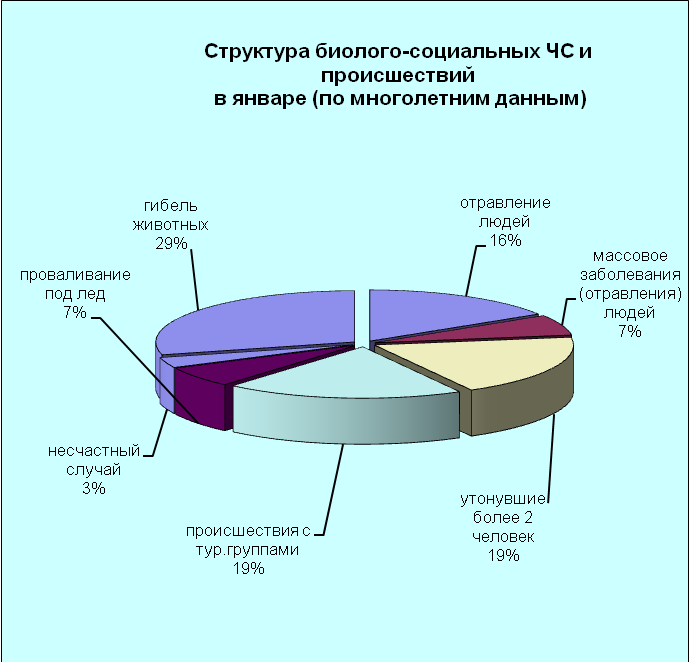 Структура биолого-социальных ЧС и
происшествий
в январе (по многолетним данным)
гибель
животных
29%
отравление
людей
16%
массовое
заболевания
(отравления)
людей
7%
проваливание
под лед
7%
несчастный
случай
3%
происшествия с
тур.группами
19%
утонувшие
более 2
человек
19%